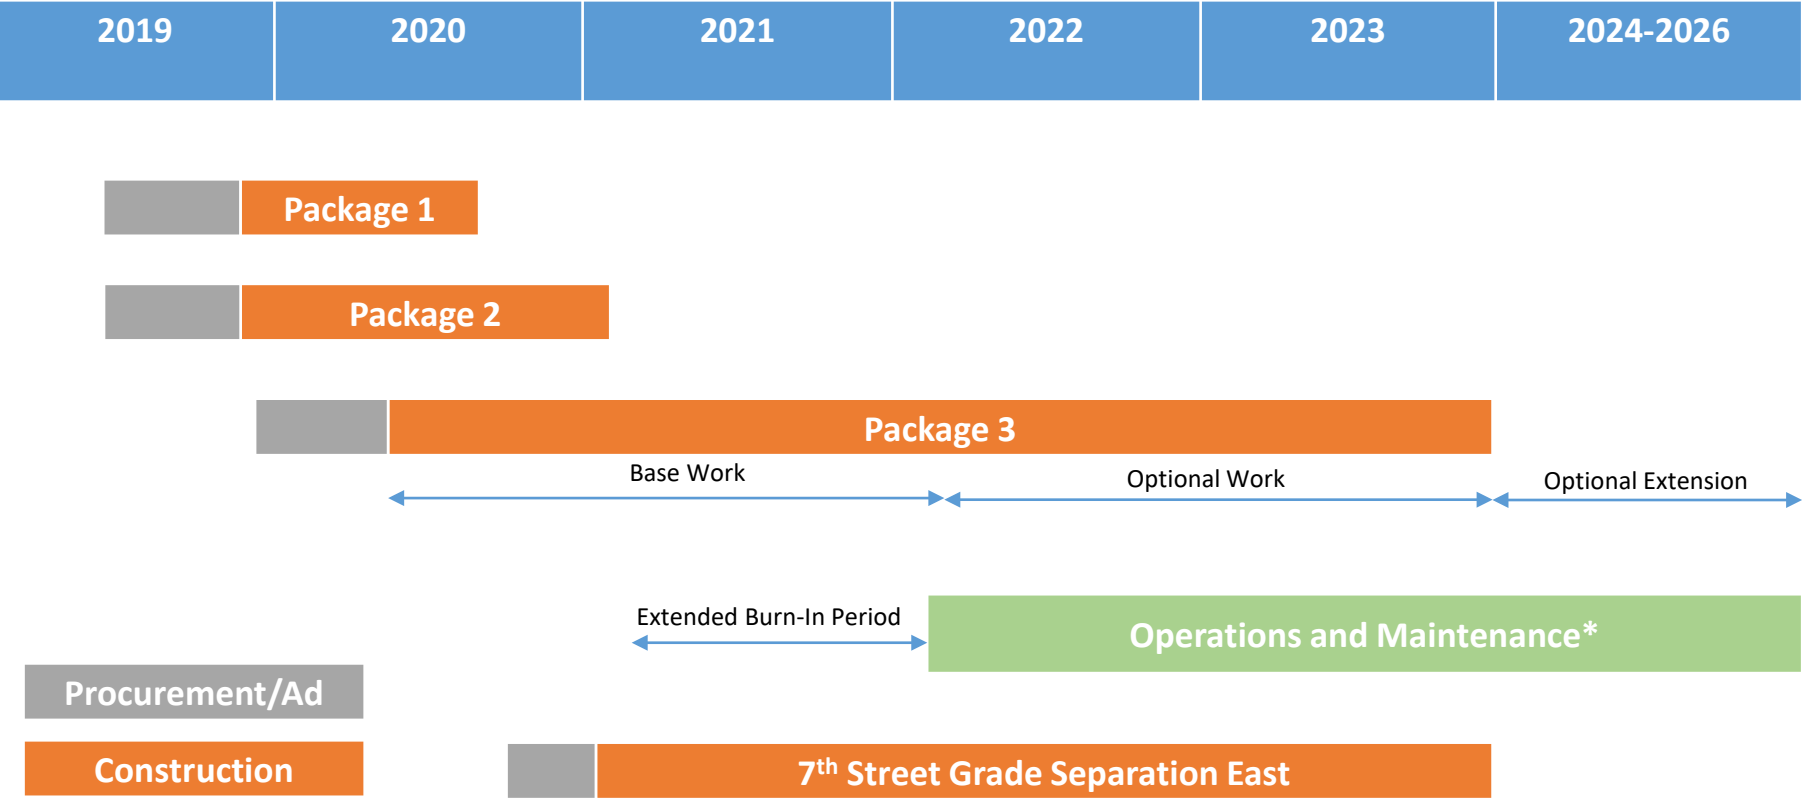 2019 2020 2021 2022 2023 2024-2026
Package 1
Package 2
Package 3
Base Work Optional Work Optional Extension
Extended Burn-In Period
Operations and Maintenance*
Procurement/Ad
Construction
7th Street Grade Separation East